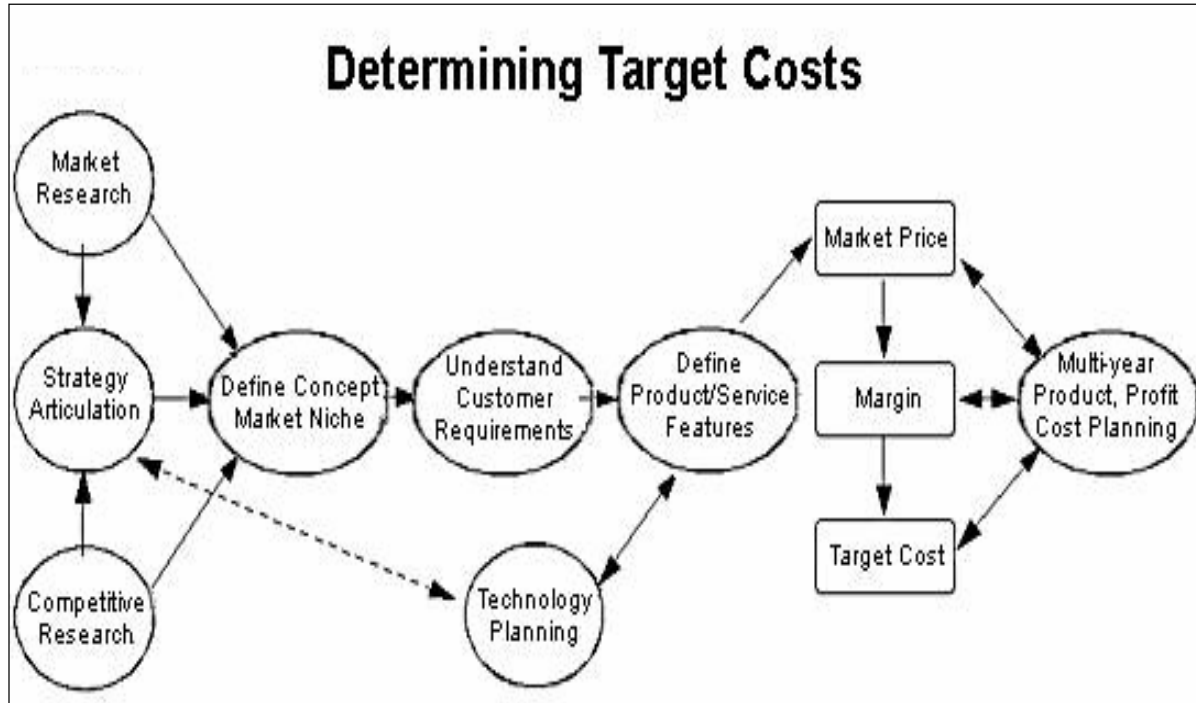 Determining Target Costs
Market
Research
Strategy
Articulation
Competitive
Research
Define Concept
Market Niche
Understand
Customer
Requirements
Technology
Planning
Define
Product/Service
Features
Market Price
Margin
Target Cost
Multi-year
Product, Profit
Cost Planning